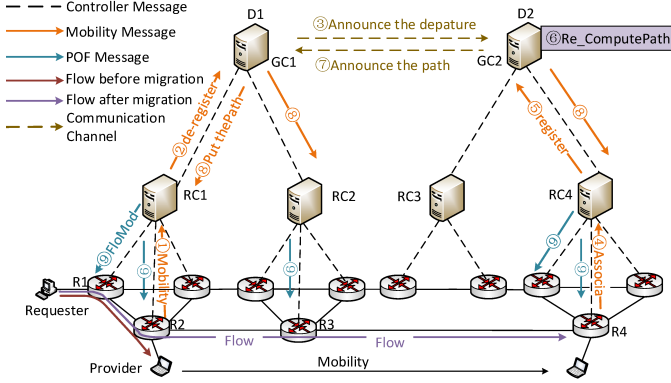 Controller Message
Mobility Message
POF Message
Flow before migration
Flow after migration
Communication
Channel
D1
GC1
③Announce the depature
⑦Announce the path
D2
GC2
⑥Re_ComputePath
②de-register
⑧Put thePath
⑧
⑤register
⑧
RC1
RC2
RC3
RC4
⑨FloMod
⑨
①Mobility
⑨
⑨
⑨
④Associa
R1
Requester
R2
R3
R4
Flow
Flow
Provider
Mobility